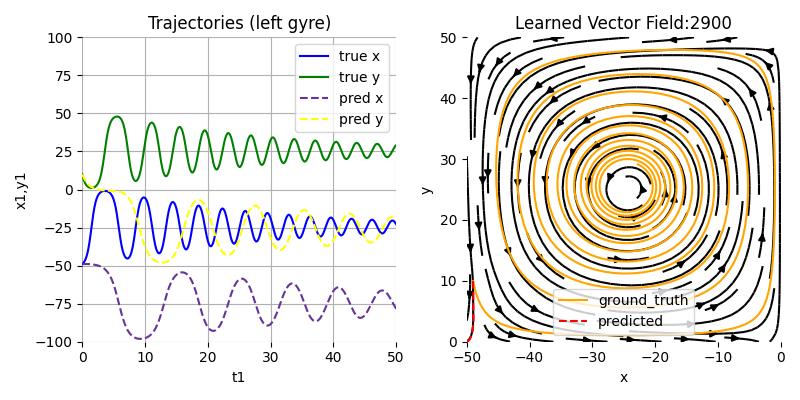 Trajectories (left gyre)
100
75
50
25
0
−25
−50
−75
−100
x1,y1
0 10 20 30 40 50
t1
true x
true y
pred x
pred y
Learned Vector Field:2900
50
40
30
20
10
0
y
−50 −40 −30 −20 −10 0
x
ground_truth
predicted